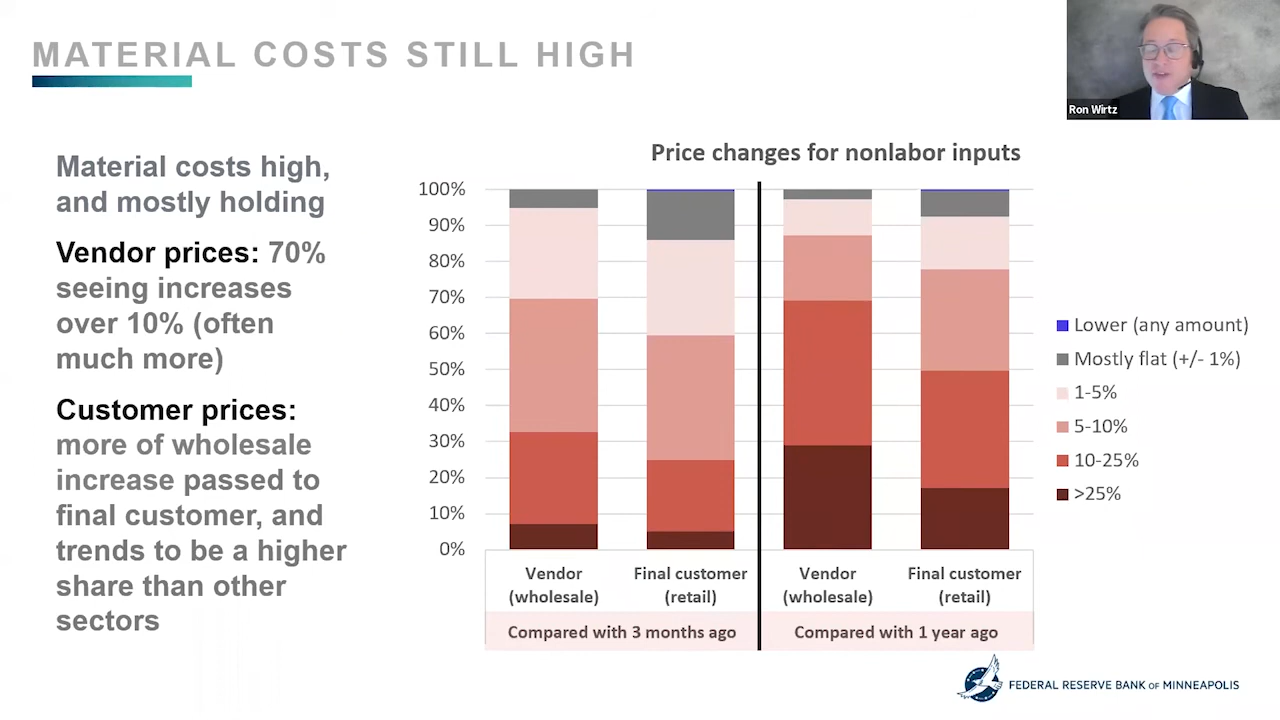 MATERIAL COSTS STILL HIGH
Ron Wirtz
Material costs high,
and mostly holding
Vendor prices: 70%
seeing increases
over 10% (often
much more)
Customer prices:
more of wholesale
increase passed to
final customer, and
trends to be a higher
share than other
sectors
Price changes for nonlabor inputs
100%
90%
80%
70%
60%
50%
40%
30%
20%
10%
0%
Vendor
(wholesale)
Final customer
(retail)
Vendor
(wholesale)
Final customer
(retail)
Compared with 3 months ago
Compared with 1 year ago
Lower (any amount)
Mostly flat (+/- 1%)
1-5%
5-10%
10-25%
>25%
FEDERAL RESERVE BANK OF MINNEAPOLIS